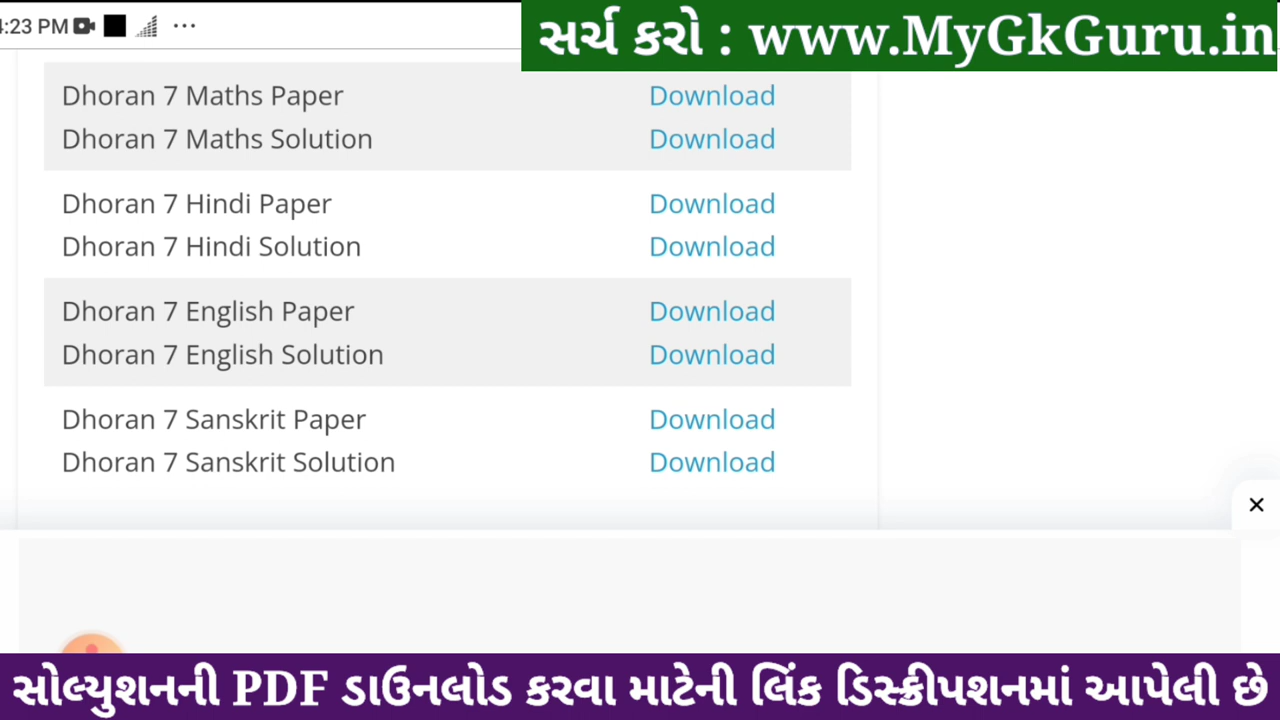 4:23 PM
સર્ચ કરો : www.MyGkGuru.in
Dhoran 7 Maths Paper Download
Dhoran 7 Maths Solution Download
Dhoran 7 Hindi Paper Download
Dhoran 7 Hindi Solution Download
Dhoran 7 English Paper Download
Dhoran 7 English Solution Download
Dhoran 7 Sanskrit Paper Download
Dhoran 7 Sanskrit Solution Download
સોલ્યુશનની PDF ડાઉનલોડ કરવા માટેની લિંક ડિસ્ક્રીપશનમાં આપેલી છે